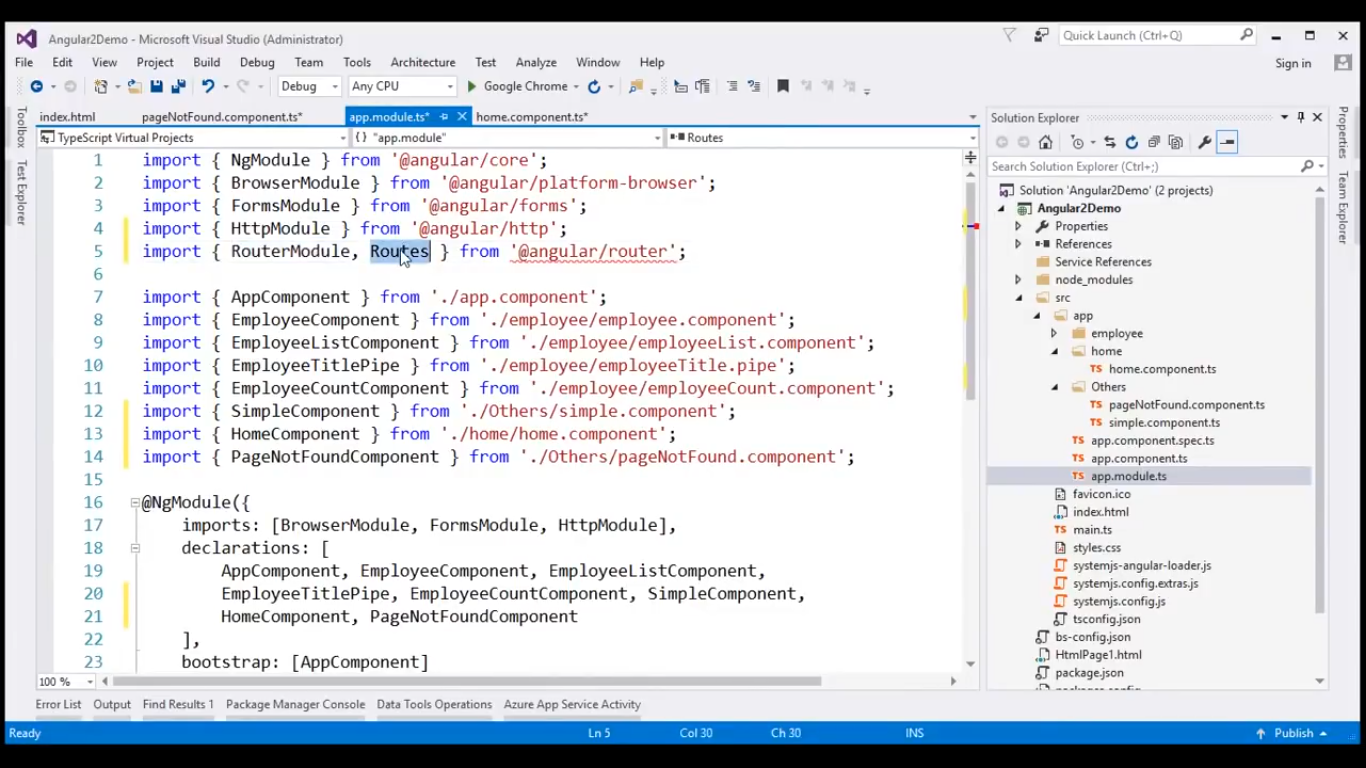 Angular2Demo - Microsoft Visual Studio (Administrator)
Quick Launch (Ctrl+Q)
File Edit View Project Build Debug Team Tools Architecture Test Analyze Window Help
Sign in
Debug Any CPU Google Chrome
Toolbox
Test Explorer
index.html pageNotFound.component.ts* app.module.ts* home.component.ts*
TypeScript Virtual Projects {} "app.module" Routes
1 import { NgModule } from '@angular/core';
2 import { BrowserModule } from '@angular/platform-browser';
3 import { FormsModule } from '@angular/forms';
4 import { HttpModule } from '@angular/http';
5 import { RouterModule, Routes } from '@angular/router';
6
7 import { AppComponent } from './app.component';
8 import { EmployeeComponent } from './employee/employee.component';
9 import { EmployeeListComponent } from './employee/employeeList.component';
10 import { EmployeeTitlePipe } from './employee/employeeTitle.pipe';
11 import { EmployeeCountComponent } from './employee/employeeCount.component';
12 import { SimpleComponent } from './Others/simple.component';
13 import { HomeComponent } from './home/home.component';
14 import { PageNotFoundComponent } from './Others/pageNotFound.component';
15
16 @NgModule({
17 imports: [BrowserModule, FormsModule, HttpModule],
18 declarations: [
19 AppComponent, EmployeeComponent, EmployeeListComponent,
20 EmployeeTitlePipe, EmployeeCountComponent, SimpleComponent,
21 HomeComponent, PageNotFoundComponent
22 ],
23 bootstrap: [AppComponent]
100 %
Solution Explorer
Search Solution Explorer (Ctrl+;)
Solution 'Angular2Demo' (2 projects)
Angular2Demo
Properties
References
Service References
node_modules
src
app
employee
home
TS home.component.ts
Others
TS pageNotFound.component.ts
TS simple.component.ts
TS app.component.spec.ts
TS app.component.ts
TS app.module.ts
favicon.ico
index.html
TS main.ts
styles.css
systemjs-angular-loader.js
systemjs.config.extras.js
systemjs.config.js
tsconfig.json
bs-config.json
HtmlPage1.html
package.json
Properties
Team Explorer
Error List Output Find Results 1 Package Manager Console Data Tools Operations Azure App Service Activity
Ready Ln 5 Col 30 Ch 30 INS Publish